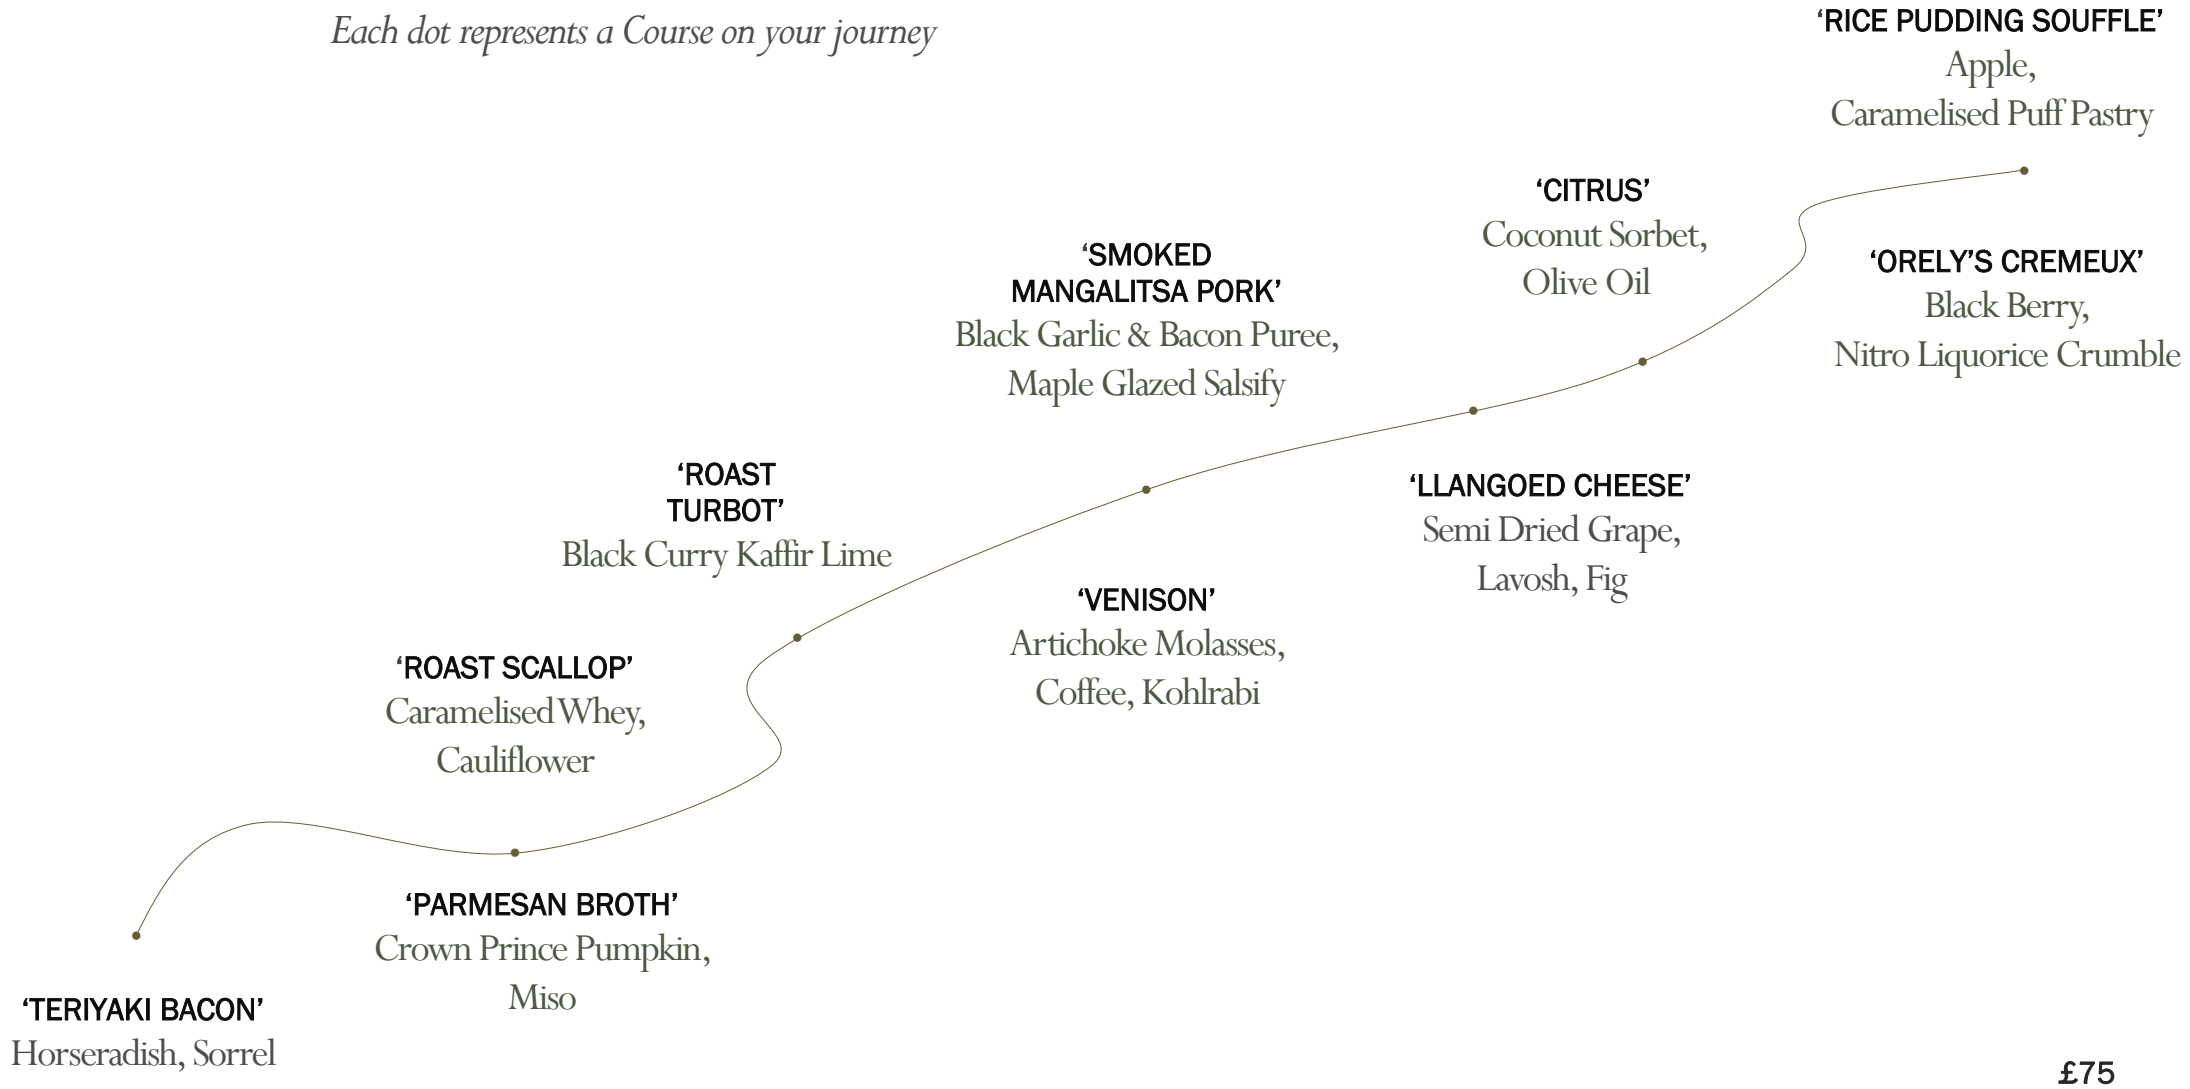 Each dot represents a Course on your journey
‘RICE PUDDING SOUFFLE’
Apple,
Caramelised Puff Pastry
‘CITRUS’
Coconut Sorbet,
Olive Oil
‘ORELY’S CREMEUX’
Black Berry,
Nitro Liquorice Crumble
‘SMOKED
MANGALITSA PORK’
Black Garlic & Bacon Puree,
Maple Glazed Salsify
‘ROAST
TURBOT’
Black Curry Kaffir Lime
‘LLANGOED CHEESE’
Semi Dried Grape,
Lavosh, Fig
‘VENISON’
Artichoke Molasses,
Coffee, Kohlrabi
‘ROAST SCALLOP’
Caramelised Whey,
Cauliflower
‘PARMESAN BROTH’
Crown Prince Pumpkin,
Miso
‘TERIYAKI BACON’
Horseradish, Sorrel
£75